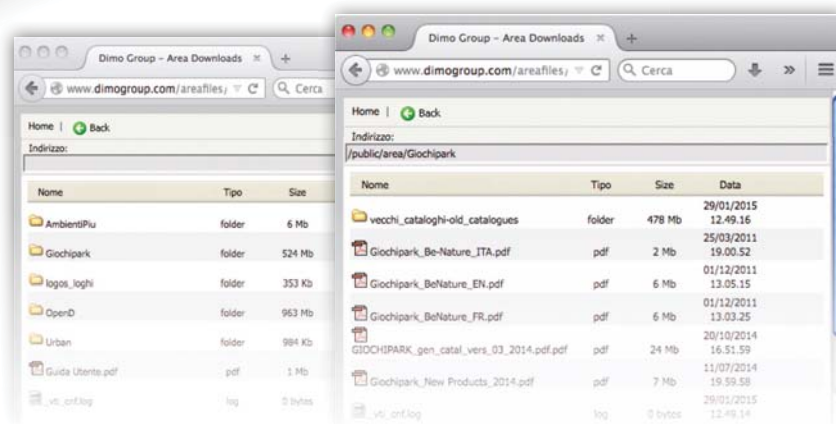 Dimo Group – Area Downloads
www.dimogroup.com/areafiles/
Cerca
Home | Back
Indirizzo:
Nome Tipo Size
AmbientiPiu folder 6 Mb
Giochipark folder 524 Mb
logos_loghi folder 353 Kb
OpenD folder 963 Mb
Urban folder 984 Kb
Guida Utente.pdf pdf 1 Mb
_vti_cnf.log log 0 bytes
Dimo Group – Area Downloads
www.dimogroup.com/areafiles/
Cerca
Home | Back
Indirizzo:
/public/area/Giochipark
Nome Tipo Size Data
vecchi_cataloghi-old_catalogues folder 478 Mb 29/01/2015 12.49.16
Giochipark_Be-Nature_ITA.pdf pdf 2 Mb 25/03/2011 19.00.52
Giochipark_BeNature_EN.pdf pdf 6 Mb 01/12/2011 13.05.15
Giochipark_BeNature_FR.pdf pdf 6 Mb 01/12/2011 13.03.25
GIOCHIPARK_gen_catal_vers_03_2014.pdf.pdf pdf 24 Mb 20/10/2014 16.51.59
Giochipark_New Products_2014.pdf pdf 7 Mb 11/07/2014 19.59.58
_vti_cnf.log log 0 bytes 29/01/2015 12.49.14